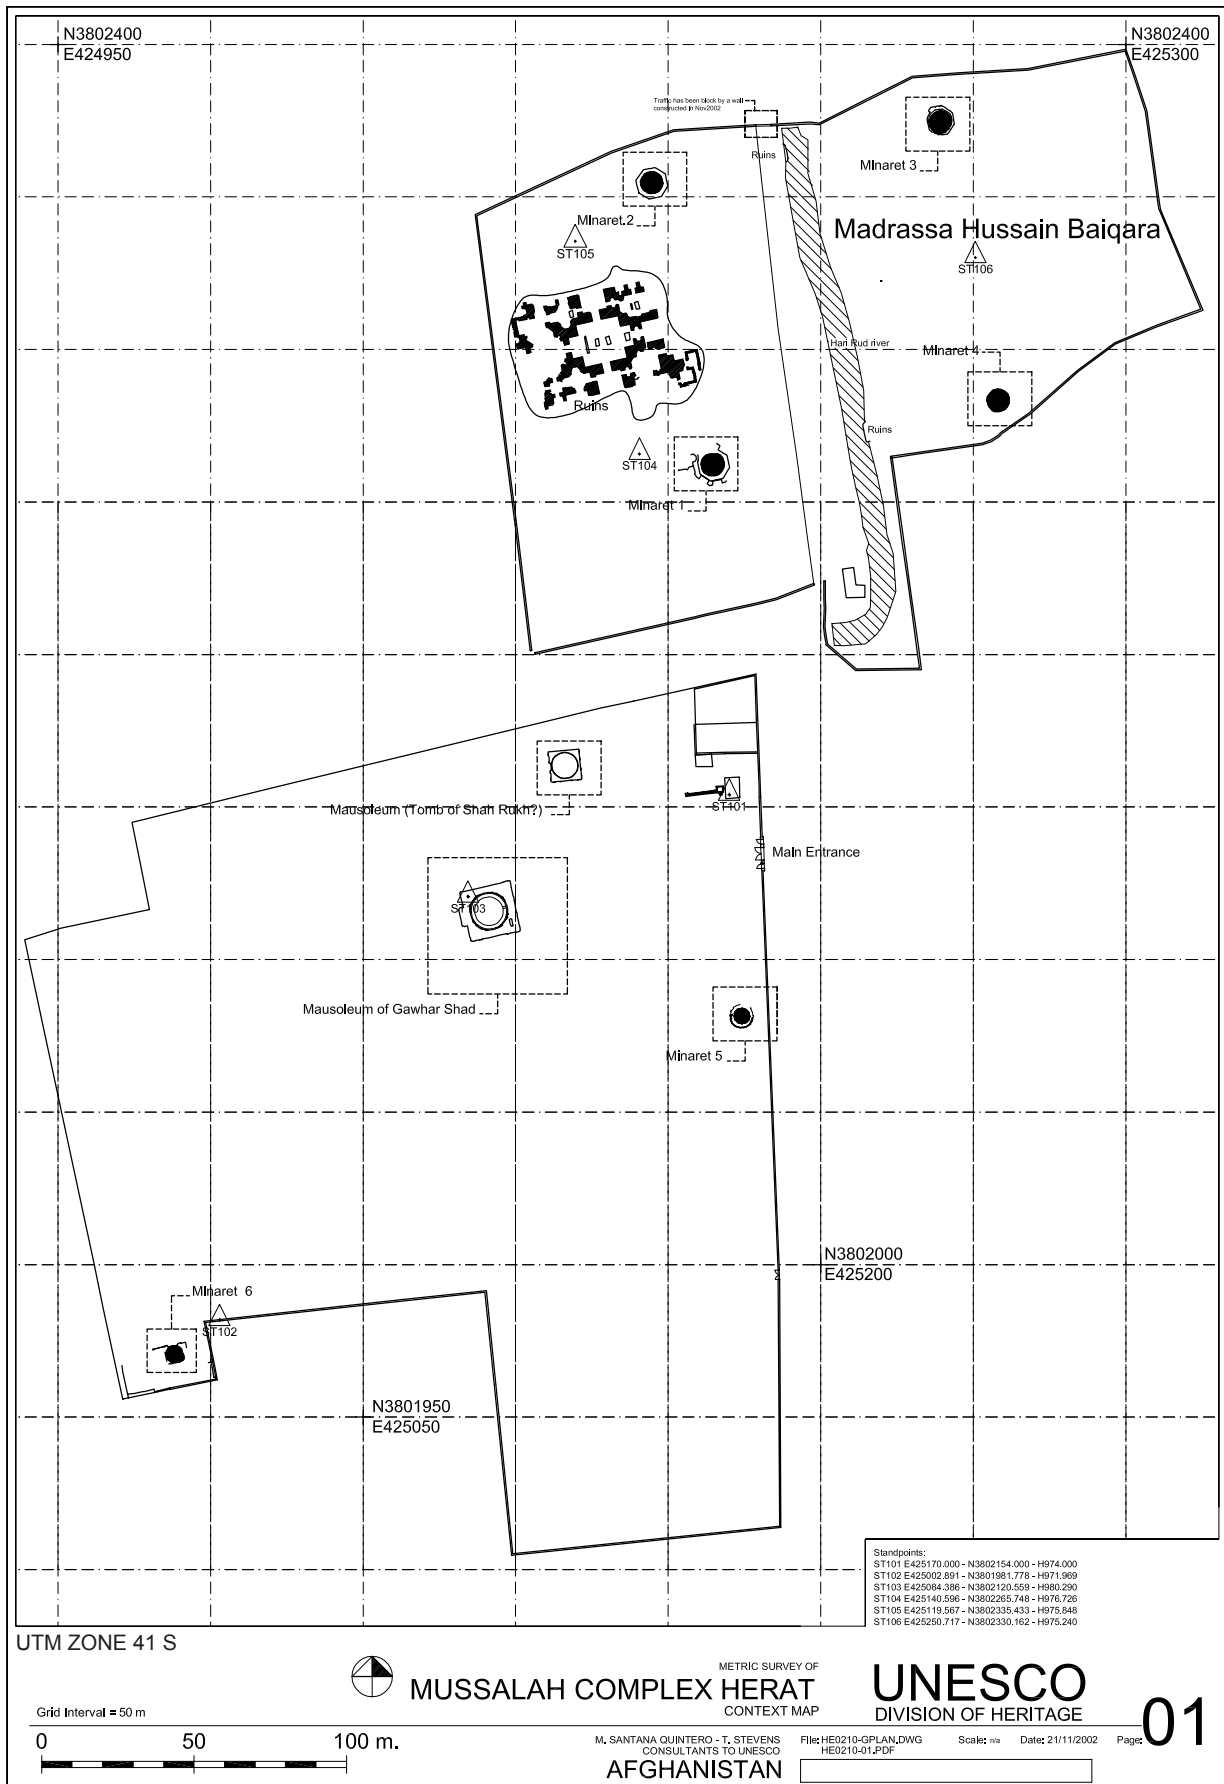 N3802400
E424950
N3802400
E425300
Traffic has been block by a wall
constructed in Nov2002
Ruins
Minaret 3
Minaret 2
ST105
Madrassa Hussain Baiqara
ST106
Hari Rud river
Minaret 4
Ruins
Ruins
ST104
Minaret 1
Mausoleum (Tomb of Shah Rukh?)
ST101
Main Entrance
ST103
Mausoleum of Gawhar Shad
Minaret 5
N3802000
E425200
Minaret 6
ST102
N3801950
E425050
Standpoints:
ST101 E425170.000 - N3802154.000 - H974.000
ST102 E425002.891 - N3801981.778 - H971.969
ST103 E425084.386 - N3802120.559 - H980.290
ST104 E425140.596 - N3802265.748 - H976.726
ST105 E425119.567 - N3802335.433 - H975.848
ST106 E425250.717 - N3802330.162 - H975.240
UTM ZONE 41 S
METRIC SURVEY OF
MUSSALAH COMPLEX HERAT
CONTEXT MAP
UNESCO
DIVISION OF HERITAGE
Grid Interval = 50 m
0 50 100 m.
M. SANTANA QUINTERO - T. STEVENS
CONSULTANTS TO UNESCO
AFGHANISTAN
File: HE0210-GPLAN.DWG
HE0210-01.PDF
Scale: n/a
Date: 21/11/2002
Page: 01